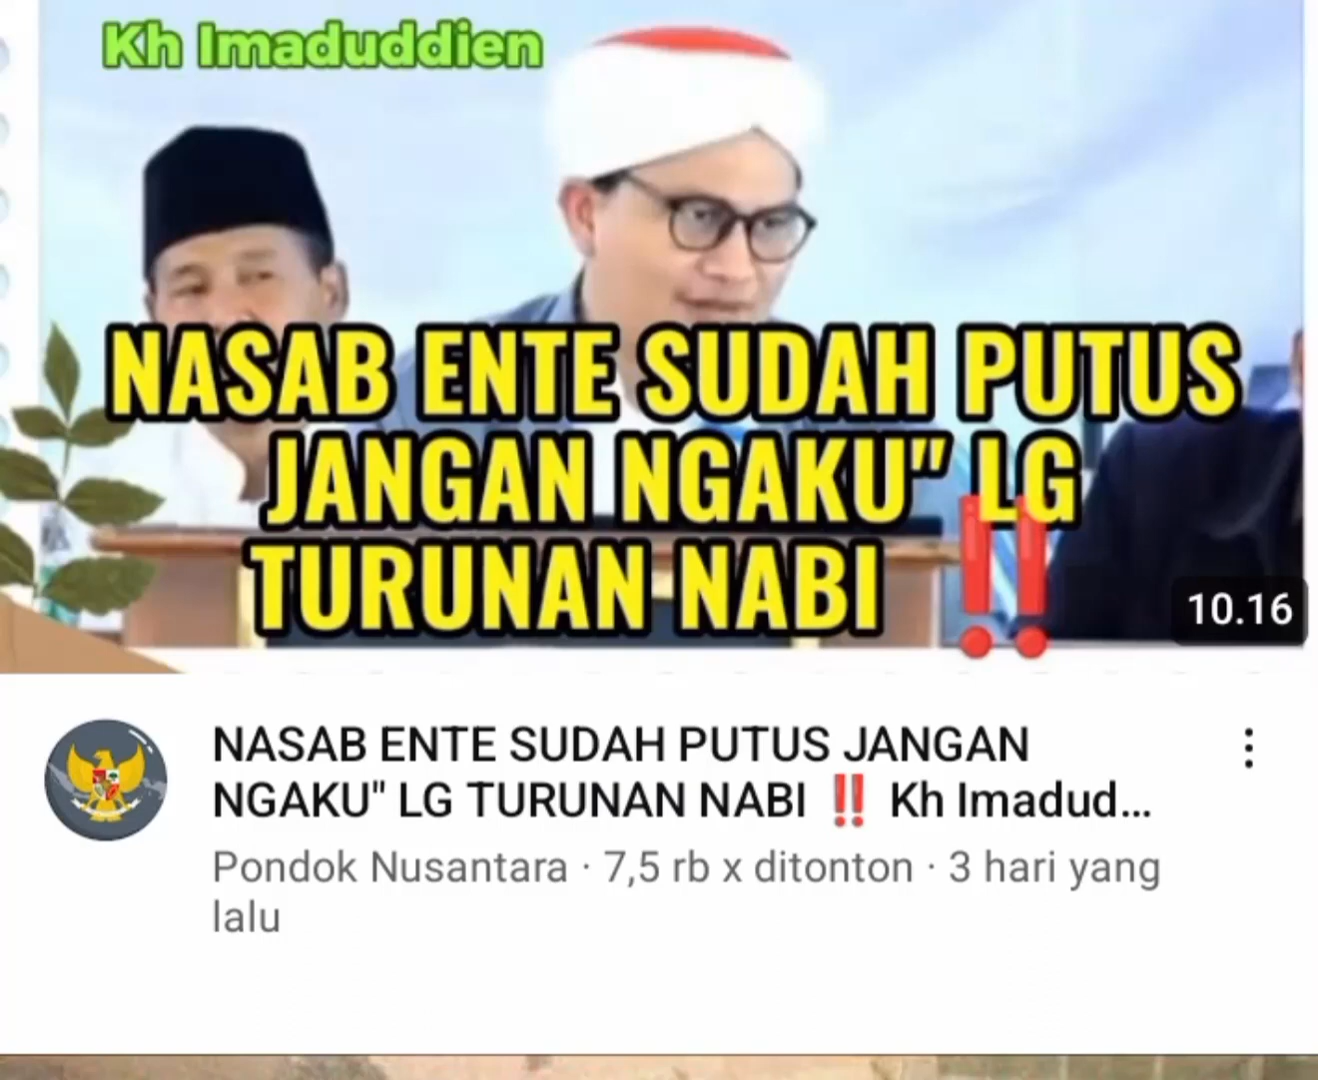 Kh Imaduddien
NASAB ENTE SUDAH PUTUS
JANGAN NGAKU" LG
TURUNAN NABI ‼️
10.16
NASAB ENTE SUDAH PUTUS JANGAN
NGAKU" LG TURUNAN NABI ‼️ Kh Imadud...
Pondok Nusantara · 7,5 rb x ditonton · 3 hari yang
lalu